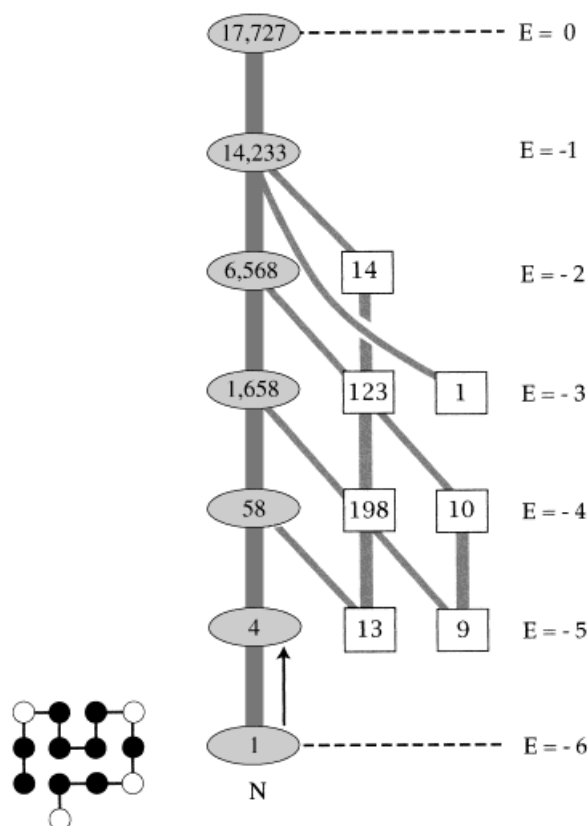 17,727 E = 0
14,233 E = -1
6,568 14 E = - 2
1,658 123 1 E = - 3
58 198 10 E = - 4
4 13 9 E = - 5
1 E = - 6
N